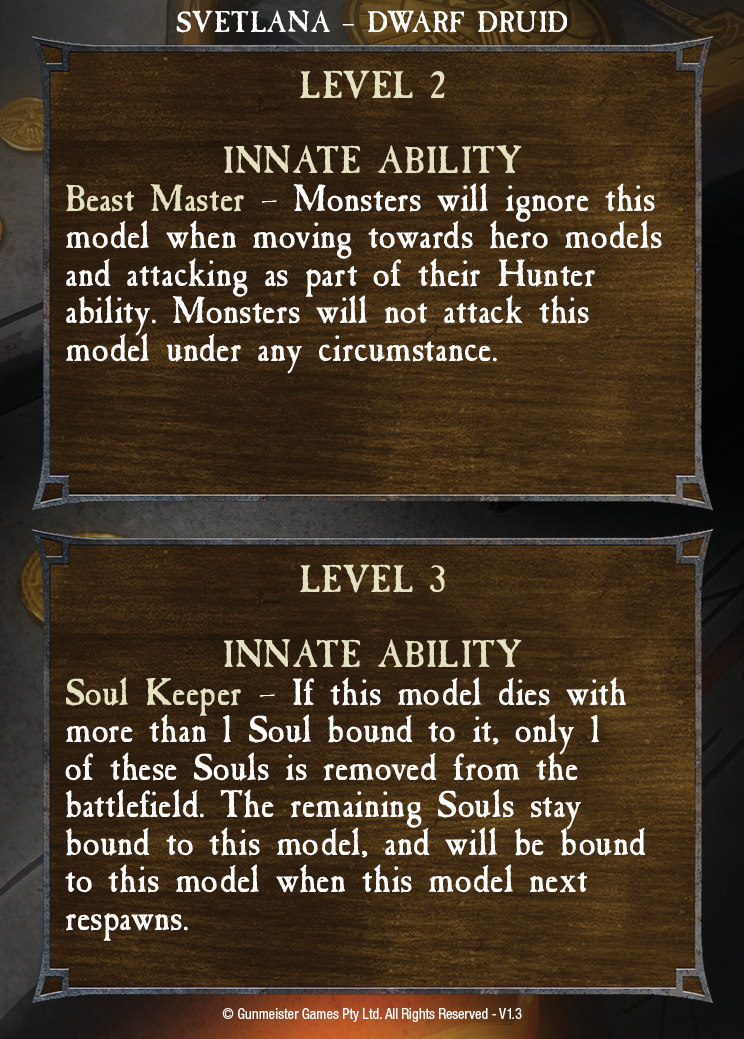 SVETLANA – DWARF DRUID
LEVEL 2
INNATE ABILITY
Beast Master – Monsters will ignore this
model when moving towards hero models
and attacking as part of their Hunter
ability. Monsters will not attack this
model under any circumstance.
LEVEL 3
INNATE ABILITY
Soul Keeper – If this model dies with
more than 1 Soul bound to it, only 1
of these Souls is removed from the
battlefield. The remaining Souls stay
bound to this model, and will be bound
to this model when this model next
respawns.
© Gunmeister Games Pty Ltd. All Rights Reserved - V1.3